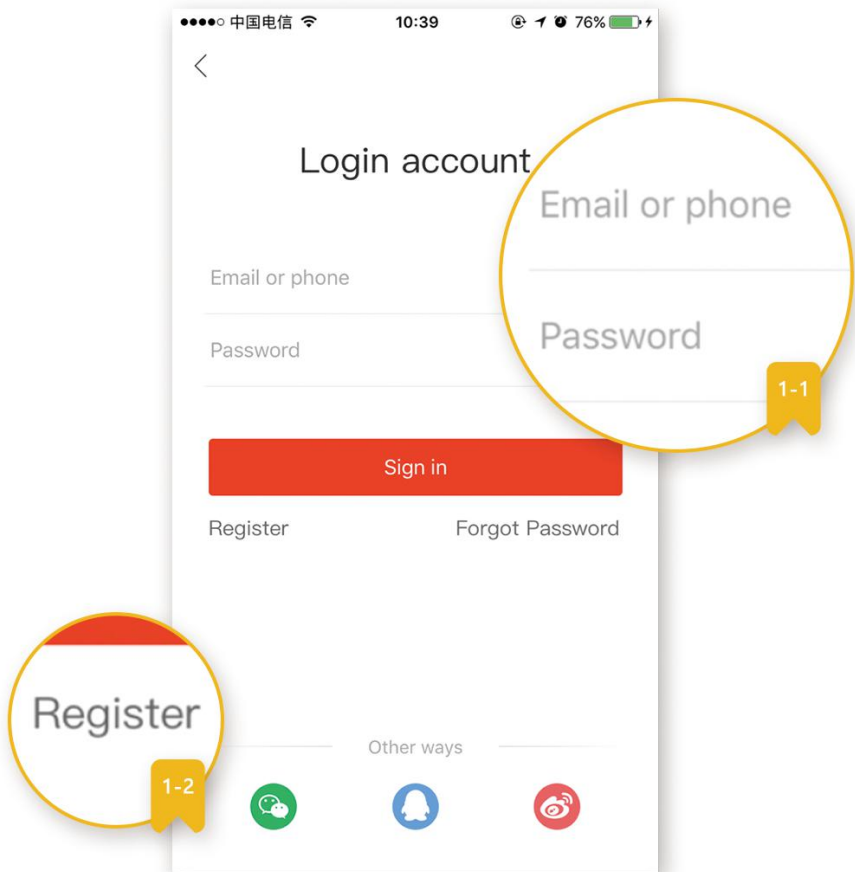 中国电信 10:39 76%
Login account
Email or phone
Password
Email or phone
Password
1-1
Sign in
Register Forgot Password
Register
1-2
Other ways